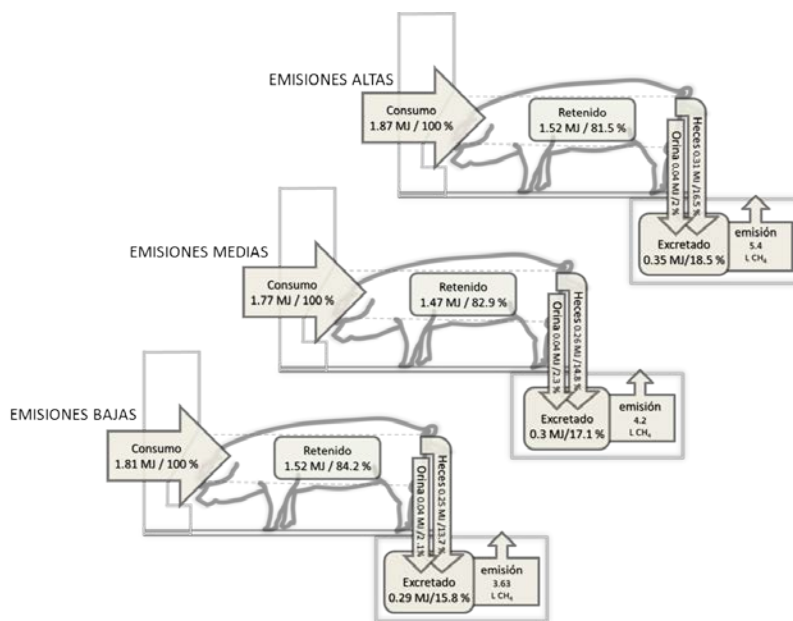 EMISIONES ALTAS
Consumo
1.87 MJ / 100 %
Retenido
1.52 MJ / 81.5 %
Orina 0.04 MJ/2 %
Heces 0.31 MJ/16.5 %
Excretado
0.35 MJ/18.5 %
emisión
5.4
L CH₄
EMISIONES MEDIAS
Consumo
1.77 MJ / 100 %
Retenido
1.47 MJ / 82.9 %
Orina 0.04 MJ/2.3 %
Heces 0.26 MJ/14.8 %
Excretado
0.3 MJ/17.1 %
emisión
4.2
L CH₄
EMISIONES BAJAS
Consumo
1.81 MJ / 100 %
Retenido
1.52 MJ / 84.2 %
Orina 0.04 MJ/2.1%
Heces 0.25 MJ/13.7 %
Excretado
0.29 MJ/15.8 %
emisión
3.63
L CH₄